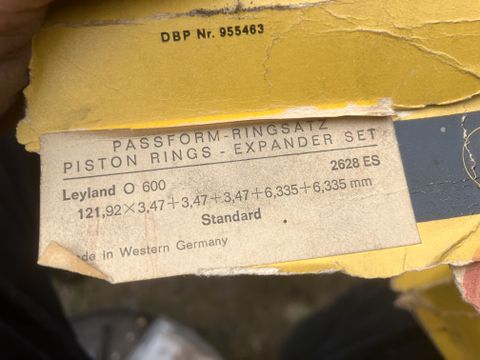 DBP Nr. 955463
PASSFORM-RINGSATZ
PISTON RINGS - EXPANDER SET
Leyland O 600
2628 ES
121,92×3,47+3,47+3,47+6,335+6,335 mm
Standard
in Western Germany